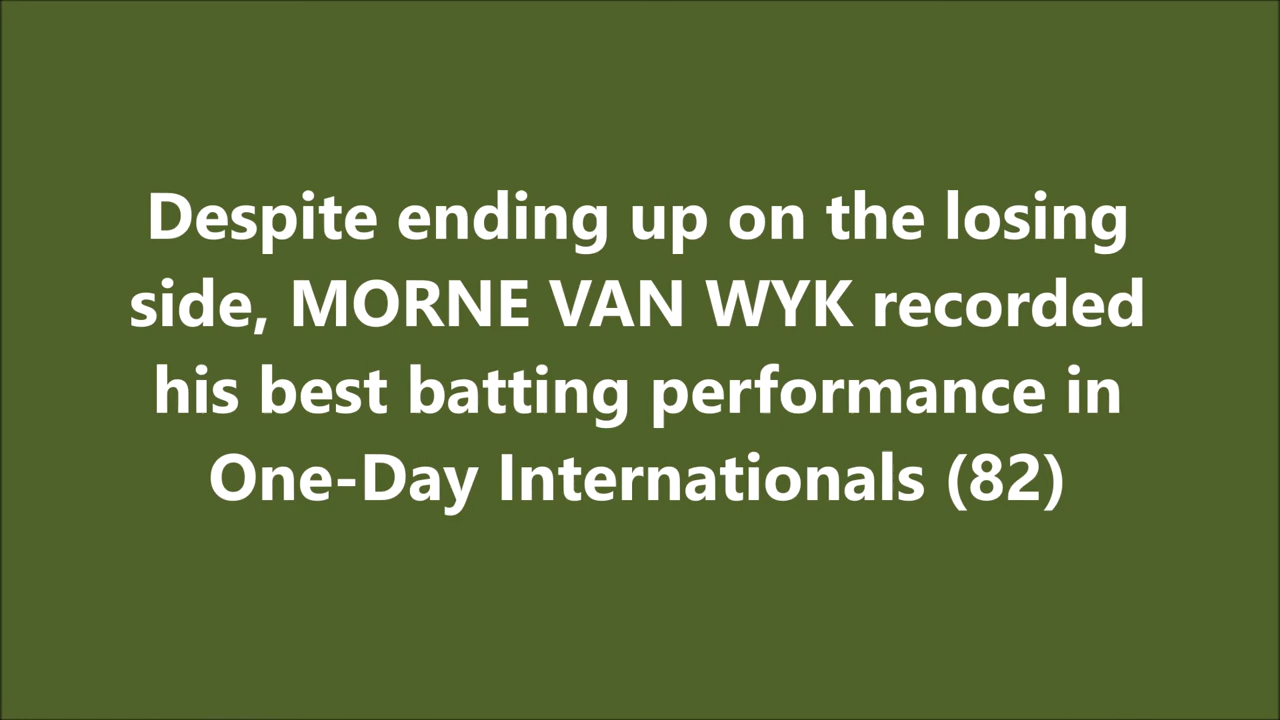 Despite ending up on the losing
side, MORNE VAN WYK recorded
his best batting performance in
One-Day Internationals (82)